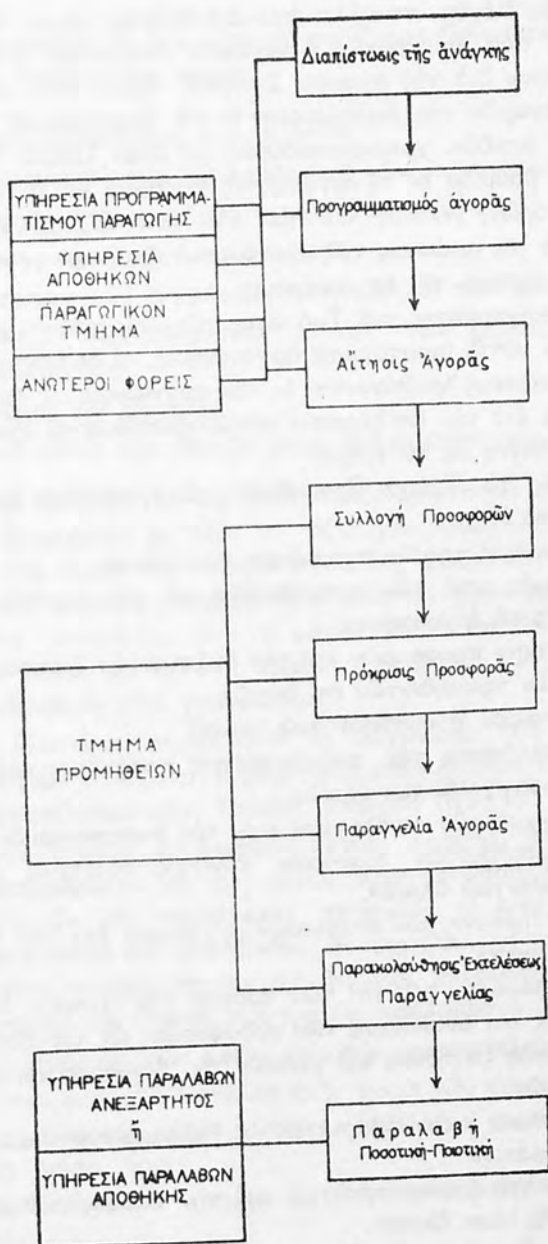 Διαπίστωσις τῆς ἀνάγκης
ΥΠΗΡΕΣΙΑ ΠΡΟΓΡΑΜΜΑ-
ΤΙΣΜΟΥ ΠΑΡΑΓΩΓΗΣ
Προγραμματισμός ἀγορᾶς
ΥΠΗΡΕΣΙΑ
ΑΠΟΘΗΚΩΝ
ΠΑΡΑΓΩΓΙΚΟΝ
ΤΜΗΜΑ
ΑΝΩΤΕΡΟΙ ΦΟΡΕΙΣ
Αἴτησις Ἀγορᾶς
Συλλογή Προσφορῶν
Πρόκρισις Προσφορᾶς
ΤΜΗΜΑ
ΠΡΟΜΗΘΕΙΩΝ
Παραγγελία Ἀγορᾶς
Παρακολούθησις Ἐκτελέσεως
Παραγγελίας
ΥΠΗΡΕΣΙΑ ΠΑΡΑΛΑΒΩΝ
ΑΝΕΞΑΡΤΗΤΟΣ
ἤ
ΥΠΗΡΕΣΙΑ ΠΑΡΑΛΑΒΩΝ
ΑΠΟΘΗΚΗΣ
Παραλαβή
Ποσοτική-Ποιοτική